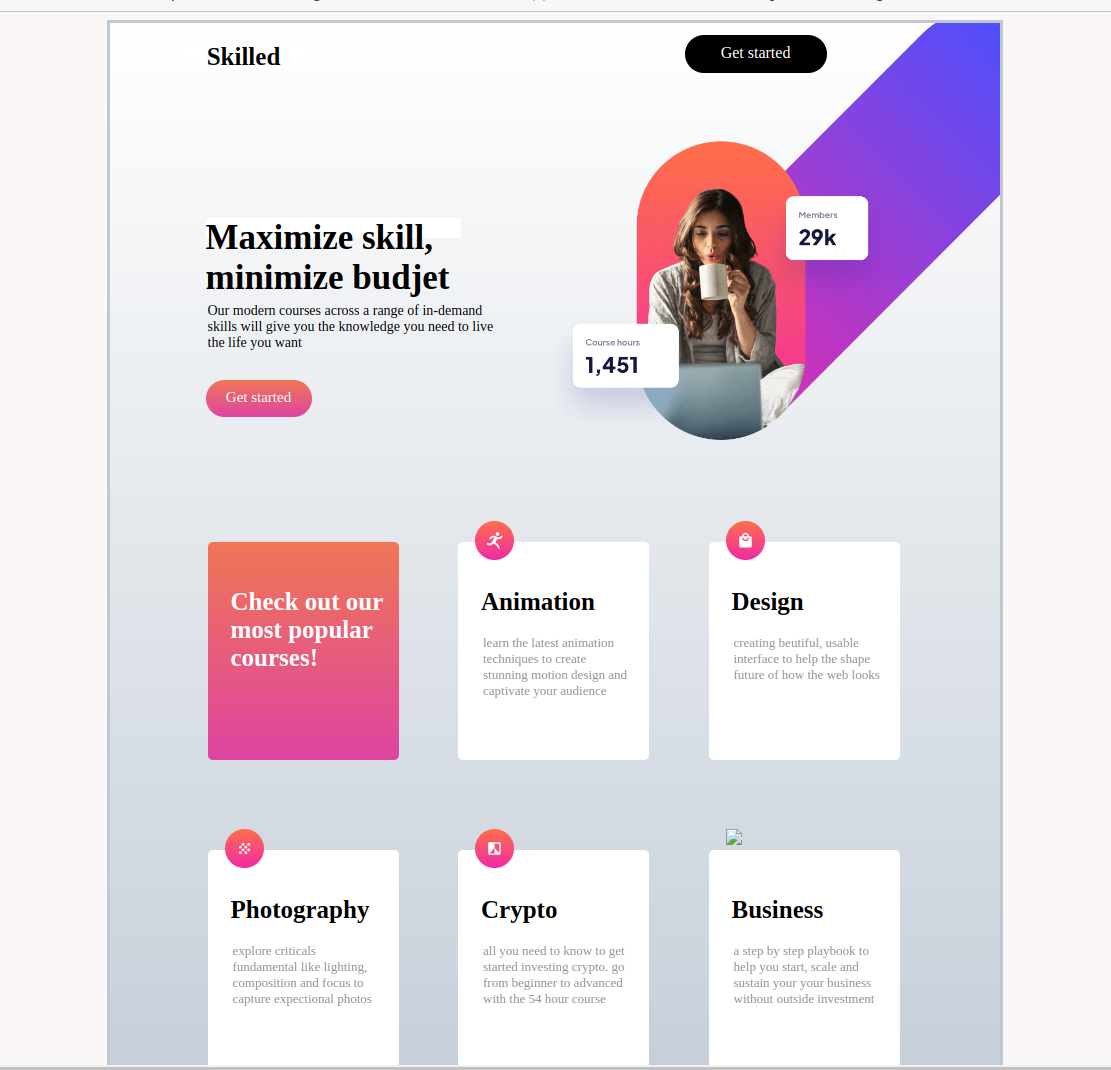 Skilled
Get started
Maximize skill,
minimize budjet
Our modern courses across a range of in-demand
skills will give you the knowledge you need to live
the life you want
Get started
Members
29k
Course hours
1,451
Check out our
most popular
courses!
Animation
learn the latest animation
techniques to create
stunning motion design and
captivate your audience
Design
creating beutiful, usable
interface to help the shape
future of how the web looks
Photography
explore criticals
fundamental like lighting,
composition and focus to
capture expectional photos
Crypto
all you need to know to get
started investing crypto. go
from beginner to advanced
with the 54 hour course
Business
a step by step playbook to
help you start, scale and
sustain your your business
without outside investment